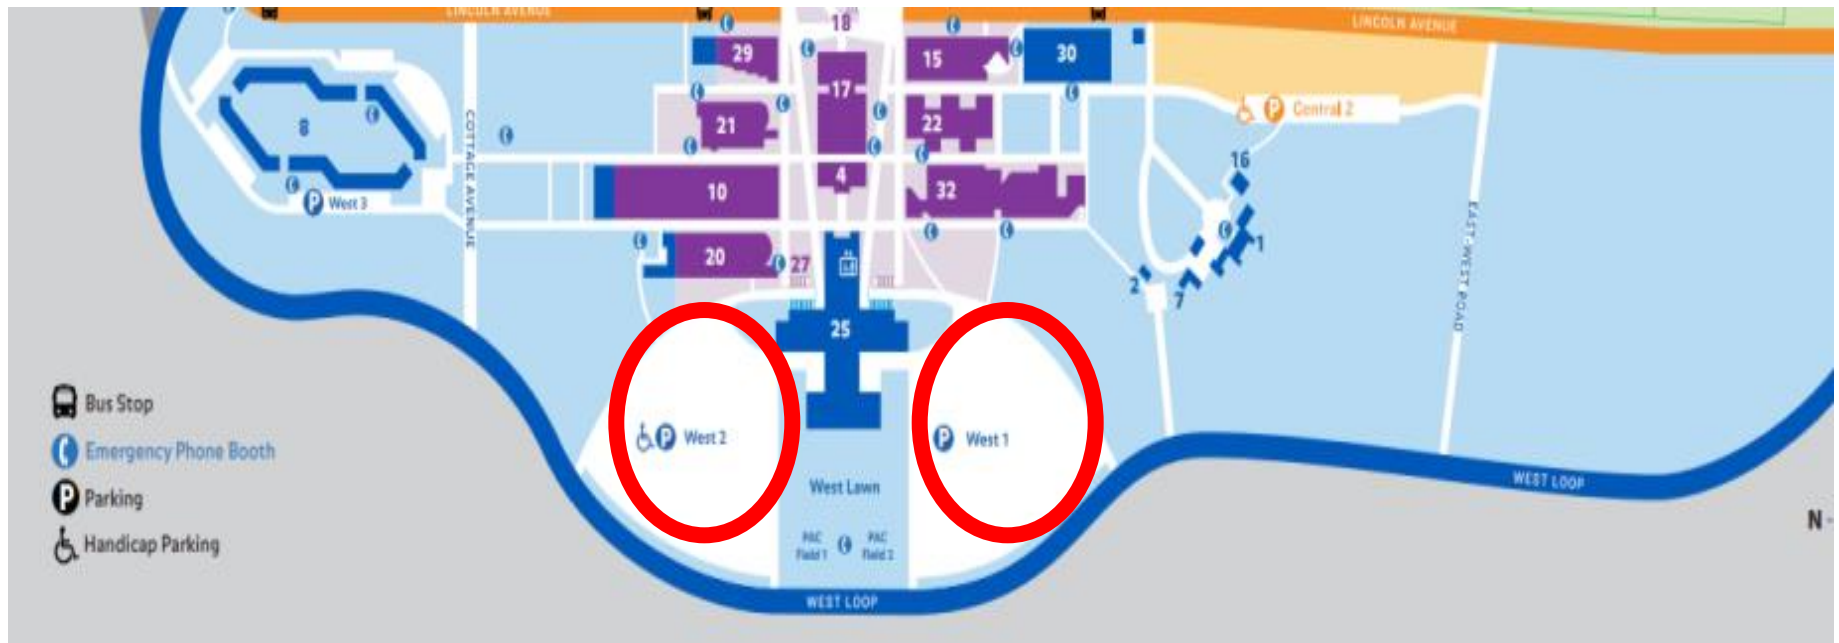 LINCOLN AVENUE
LINCOLN AVENUE
18
29
15
30
17
21
22
Central 2
8
COTTAGE AVENUE
16
4
10
32
West 3
EAST-WEST ROAD
1
20
27
2
7
25
Bus Stop
Emergency Phone Booth
Parking
Handicap Parking
P West 2
P West 1
West Lawn
PAC
Field 1
PAC
Field 2
WEST LOOP
WEST LOOP
N